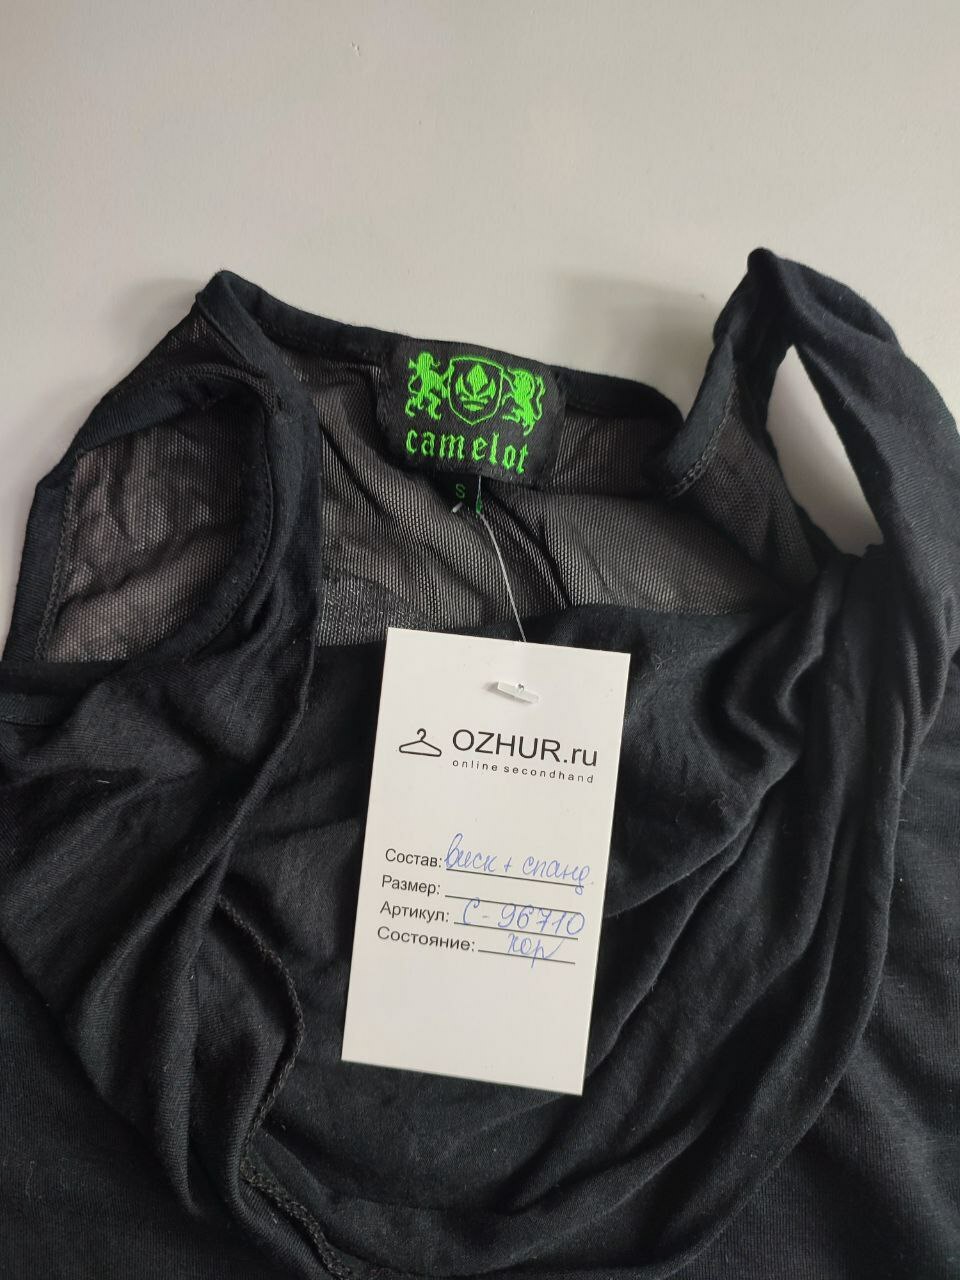 camelot
S
OZHUR.ru
online secondhand
Состав: виск + спанд.
Размер:
Артикул: С-96710
Состояние: хор